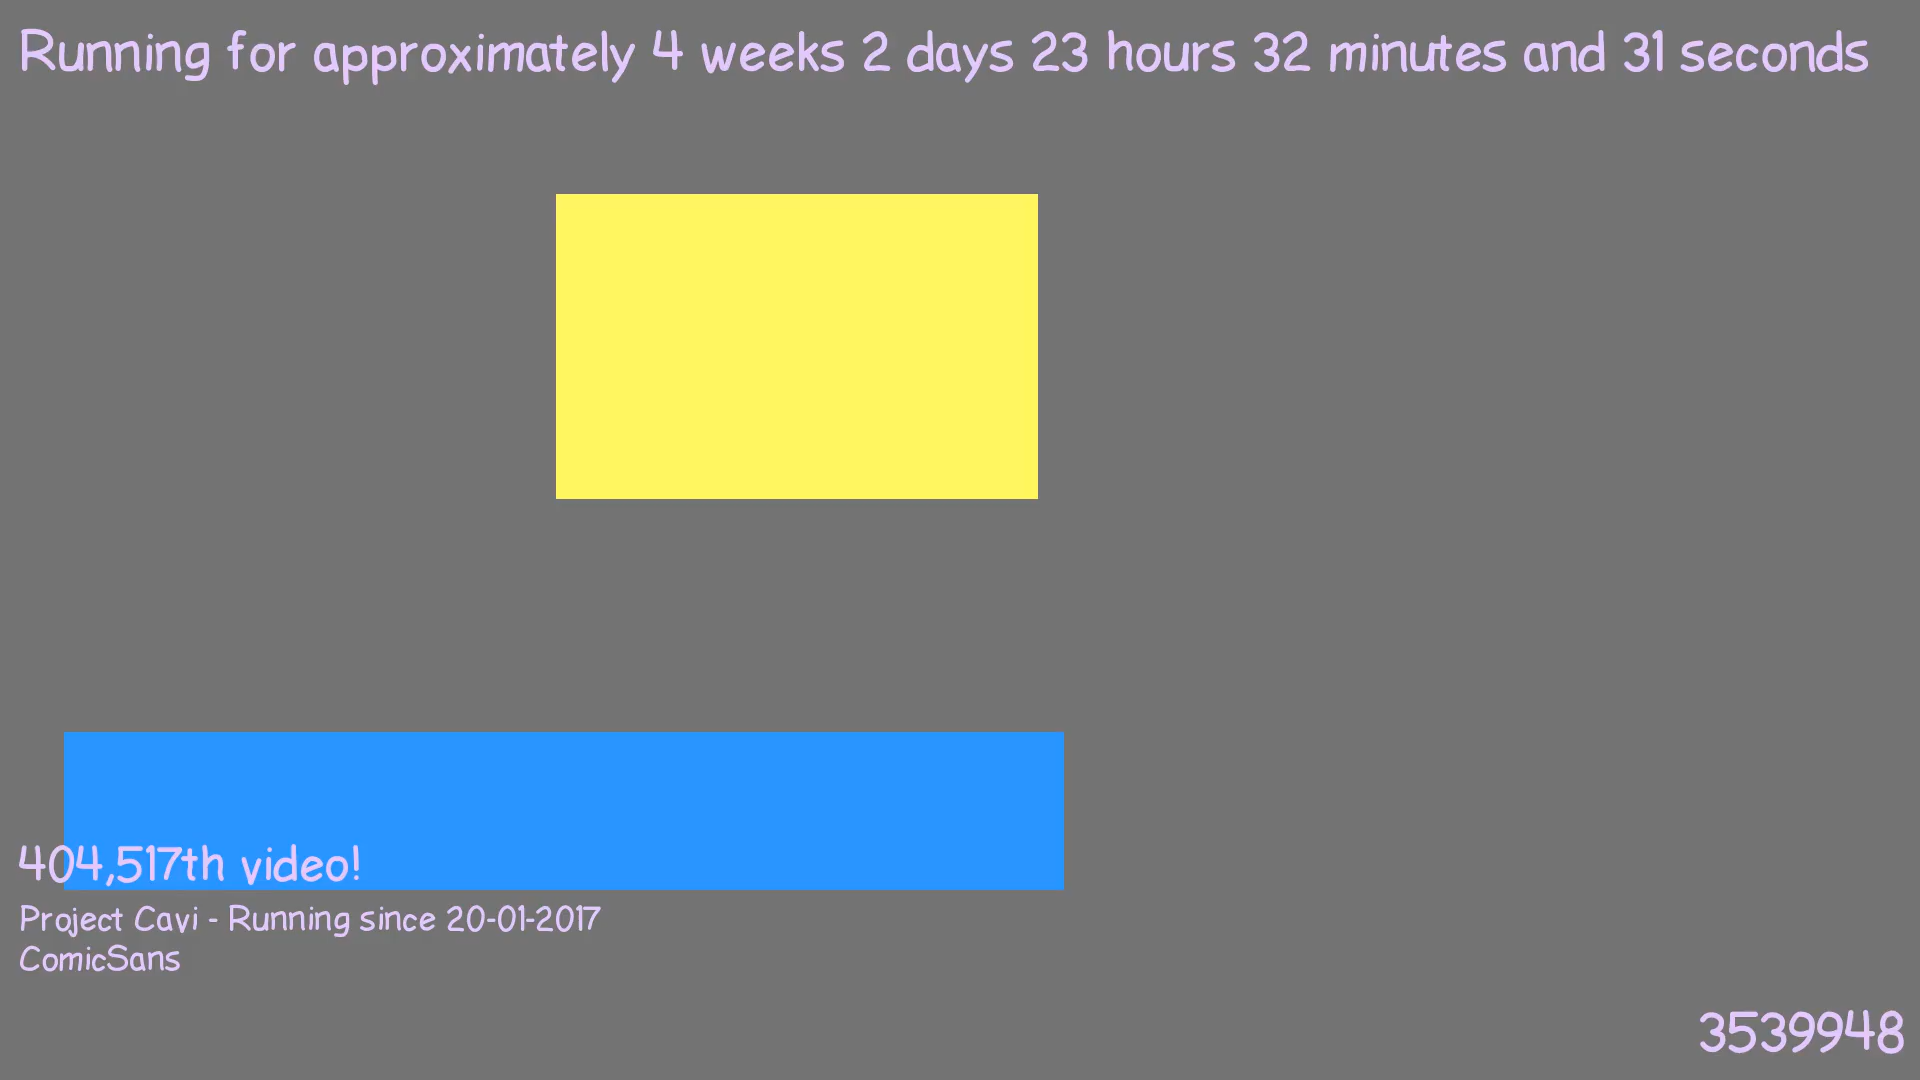 Running for approximately 4 weeks 2 days 23 hours 32 minutes and 31 seconds
404,517th video!
Project Cavi - Running since 20-01-2017
ComicSans
3539948